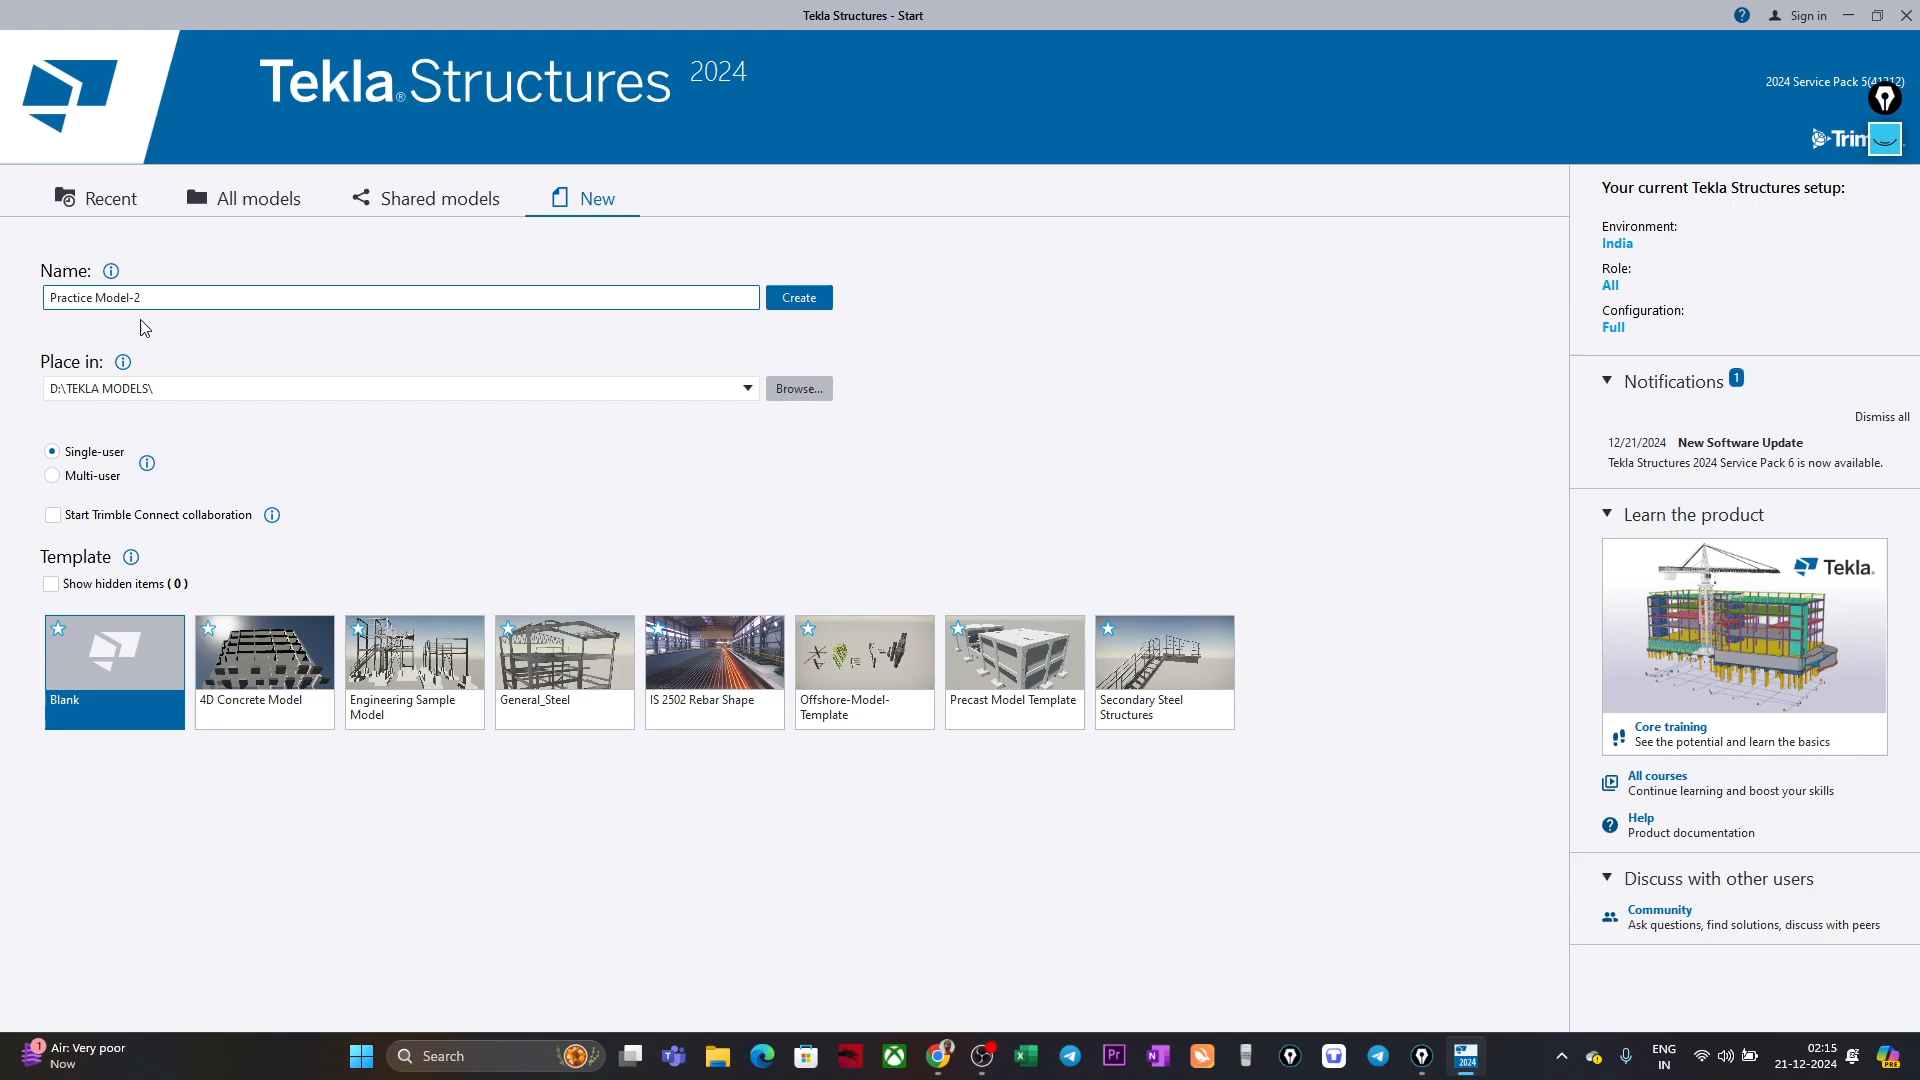 Tekla Structures - Start
Sign in
Tekla® Structures 2024
2024 Service Pack 5(
Recent
All models
Shared models
New
Name:
Practice Model-2
Create
Place in:
D:\TEKLA MODELS\
Browse...
Single-user
Multi-user
Start Trimble Connect collaboration
Template
Show hidden items ( 0 )
Blank
4D Concrete Model
Engineering Sample
Model
General_Steel
IS 2502 Rebar Shape
Offshore-Model-
Template
Precast Model Template
Secondary Steel
Structures
Your current Tekla Structures setup:
Environment:
India
Role:
All
Configuration:
Full
Notifications 1
Dismiss all
12/21/2024 New Software Update
Tekla Structures 2024 Service Pack 6 is now available.
Learn the product
Tekla.
Core training
See the potential and learn the basics
All courses
Continue learning and boost your skills
Help
Product documentation
Discuss with other users
Community
Ask questions, find solutions, discuss with peers
1
Air: Very poor
Now
Search
Pr
2024
ENG
IN
02:15
21-12-2024
PRE